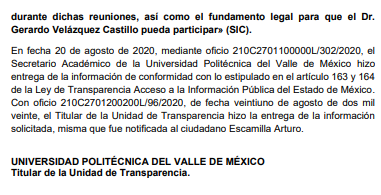 durante dichas reuniones, así como el fundamento legal para que el Dr.
Gerardo Velázquez Castillo pueda participar» (SIC).
En fecha 20 de agosto de 2020, mediante oficio 210C2701100000L/302/2020, el
Secretario Académico de la Universidad Politécnica del Valle de México hizo
entrega de la información de conformidad con lo estipulado en el artículo 163 y 164
de la Ley de Transparencia Acceso a la Información Pública del Estado de México.
Con oficio 210C2701200200L/96/2020, de fecha veintiuno de agosto de dos mil
veinte, el Titular de la Unidad de Transparencia hizo la entrega de la información
solicitada, misma que fue notificada al ciudadano Escamilla Arturo.
UNIVERSIDAD POLITÉCNICA DEL VALLE DE MÉXICO
Titular de la Unidad de Transparencia.